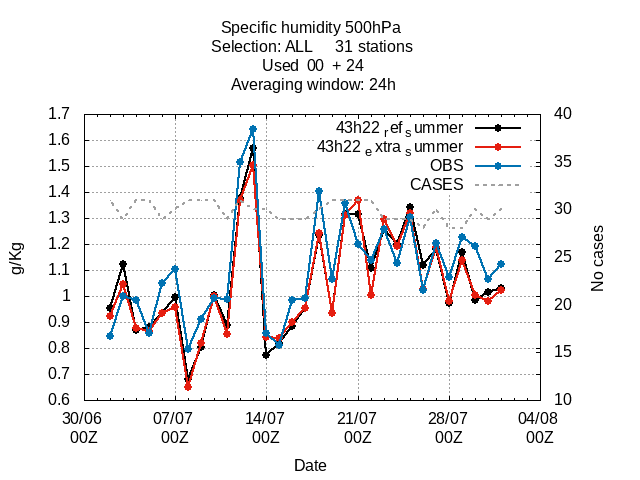 Specific humidity 500hPa
Selection: ALL 31 stations
Used 00 + 24
Averaging window: 24h
1.7
1.6
1.5
1.4
1.3
1.2
1.1
1
0.9
0.8
0.7
0.6
g/Kg
43h22 ref summer
43h22 extra summer
OBS
CASES
40
35
30
25
20
15
10
No cases
30/06 07/07 14/07 21/07 28/07 04/08
00Z 00Z 00Z 00Z 00Z 00Z
Date